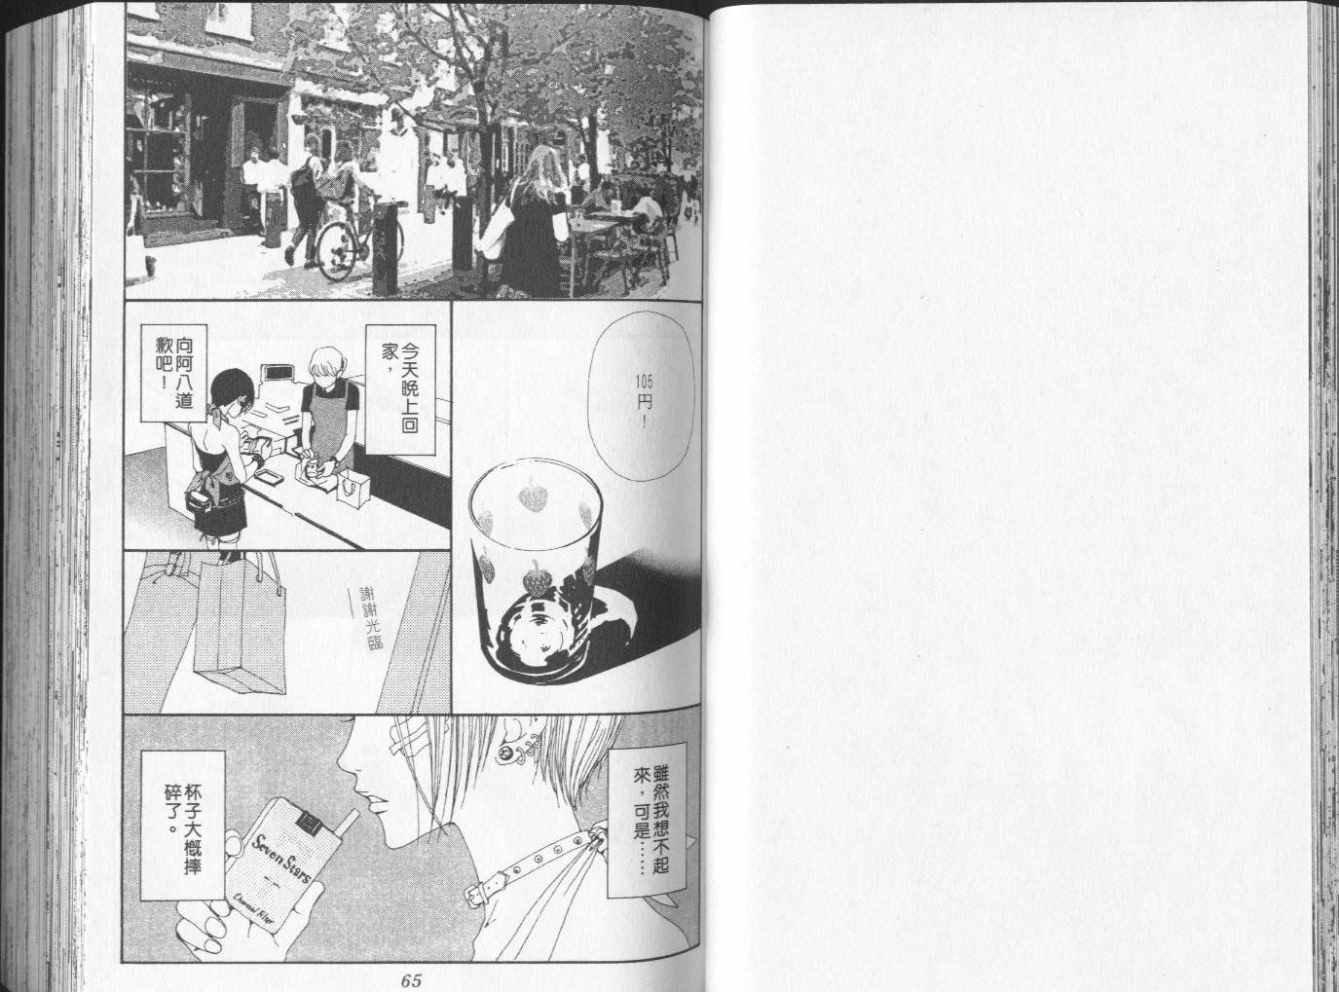 105
円！
今天晚上回
家，
向阿八道
歉吧！
謝謝光臨
——
雖然我想不起
來，可是……
杯子大概摔
碎了。
Seven Stars
Charcoal Filter
65